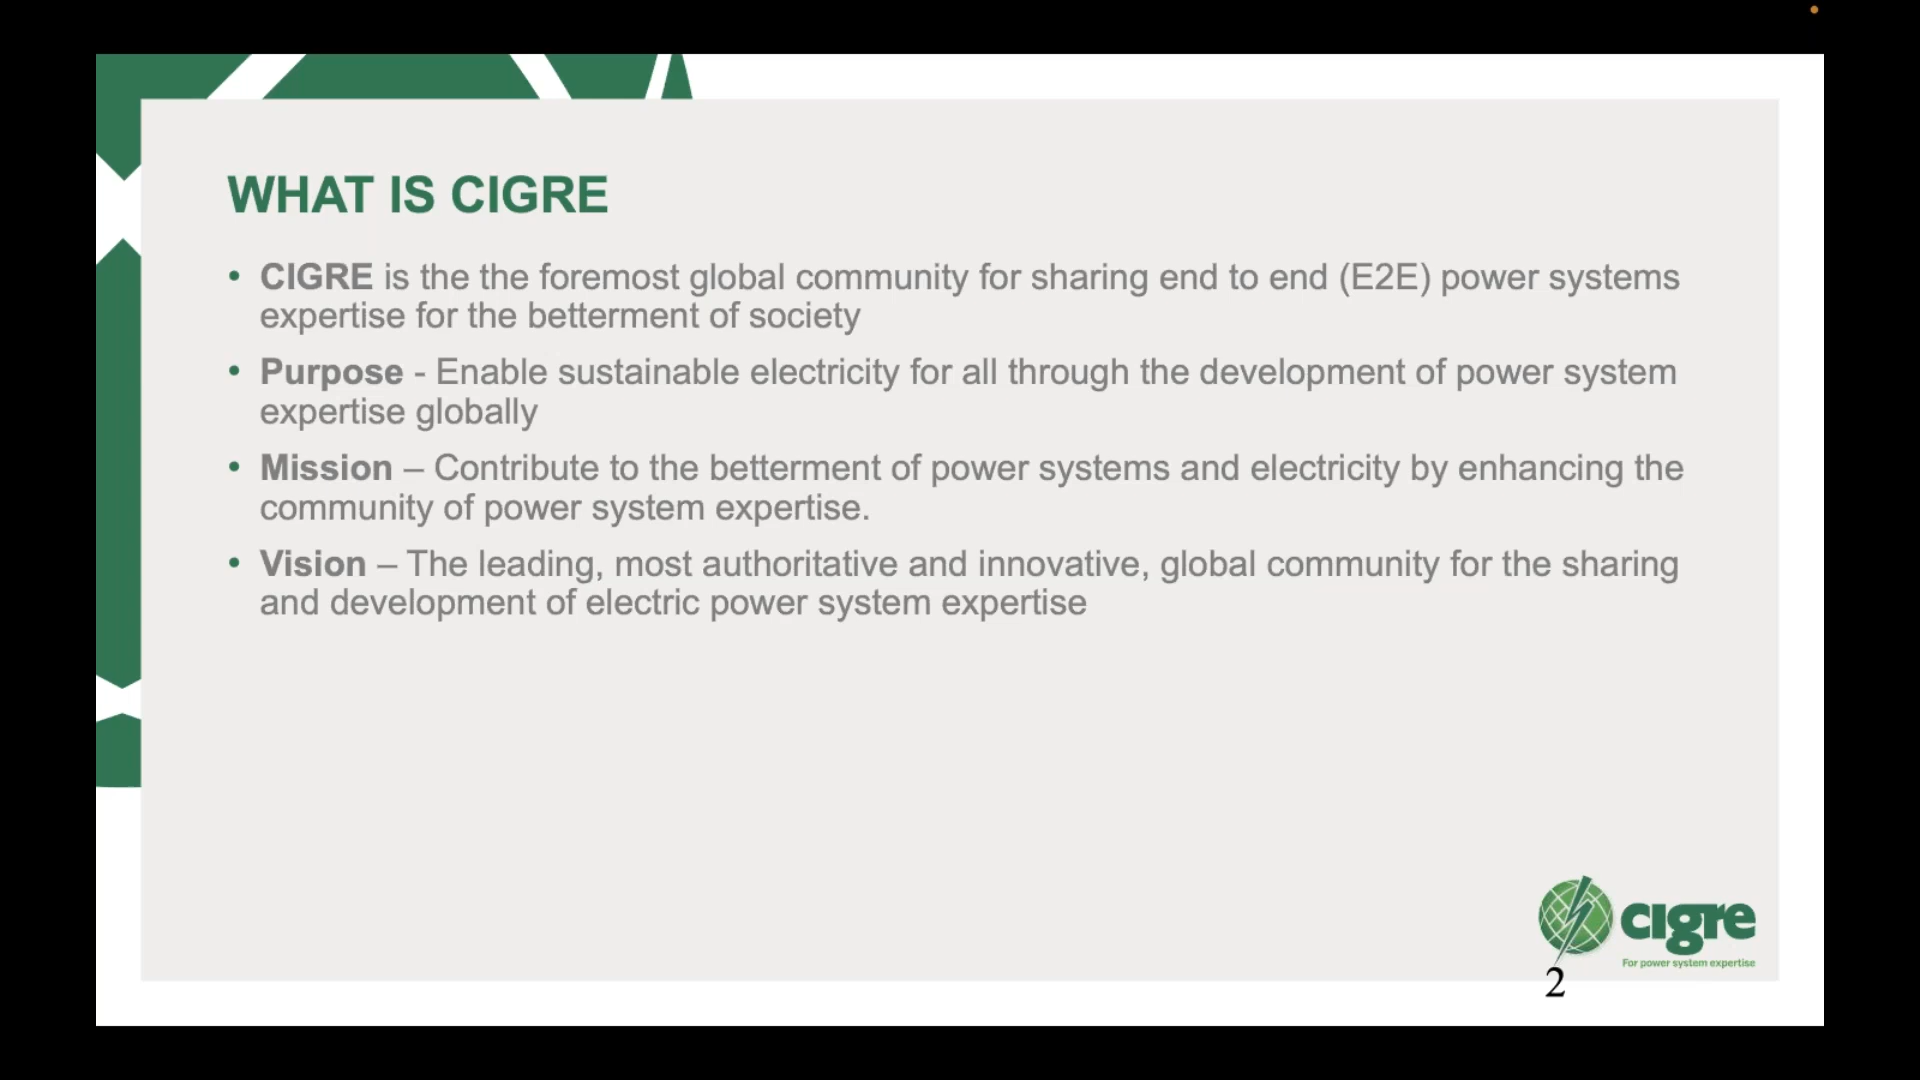 WHAT IS CIGRE
• CIGRE is the the foremost global community for sharing end to end (E2E) power systems
expertise for the betterment of society
• Purpose - Enable sustainable electricity for all through the development of power system
expertise globally
• Mission – Contribute to the betterment of power systems and electricity by enhancing the
community of power system expertise.
• Vision – The leading, most authoritative and innovative, global community for the sharing
and development of electric power system expertise
cigre
For power system expertise
2